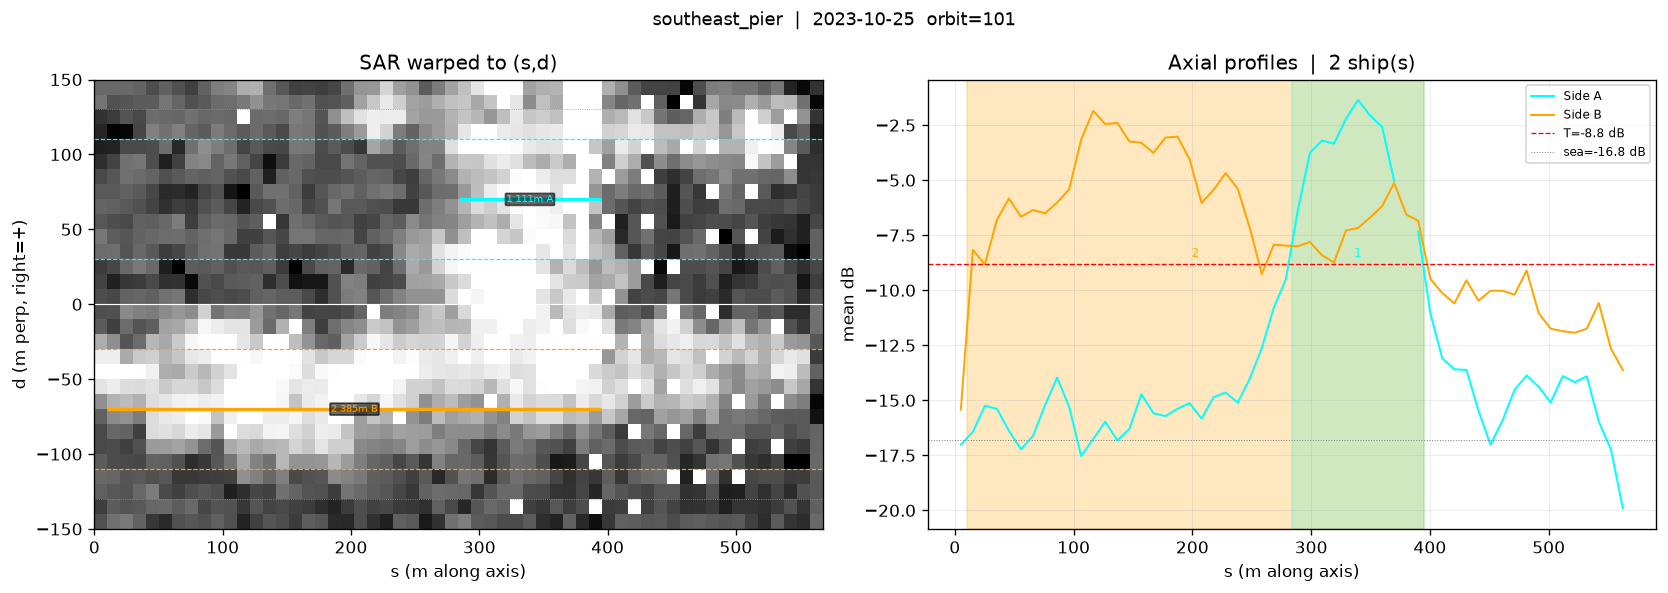 southeast_pier | 2023-10-25 orbit=101
SAR warped to (s,d)
150
100
50
0
−50
−100
−150
d (m perp, right=+)
1 111m A
2 385m B
0
100
200
300
400
500
s (m along axis)
Axial profiles | 2 ship(s)
−2.5
−5.0
−7.5
−10.0
−12.5
−15.0
−17.5
−20.0
mean dB
Side A
Side B
T=-8.8 dB
sea=-16.8 dB
2
1
0
100
200
300
400
500
s (m along axis)